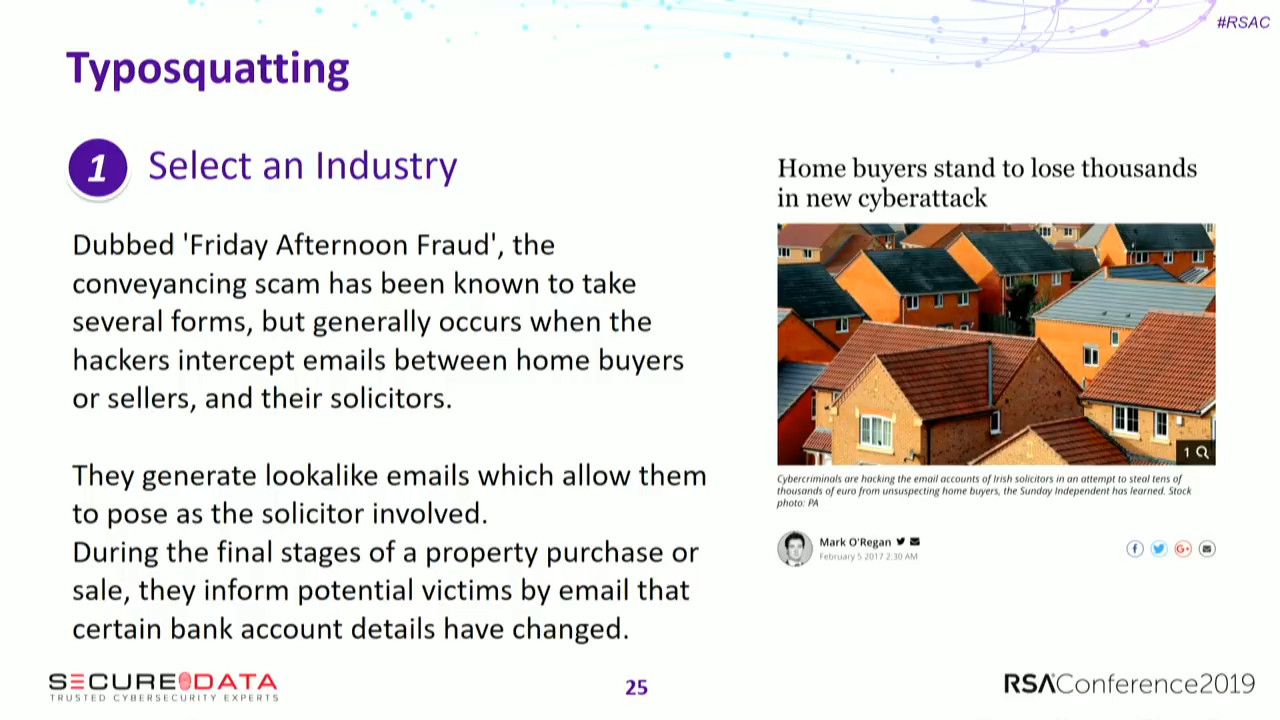 #RSAC
Typosquatting
1 Select an Industry
Dubbed 'Friday Afternoon Fraud', the
conveyancing scam has been known to take
several forms, but generally occurs when the
hackers intercept emails between home buyers
or sellers, and their solicitors.
They generate lookalike emails which allow them
to pose as the solicitor involved.
During the final stages of a property purchase or
sale, they inform potential victims by email that
certain bank account details have changed.
Home buyers stand to lose thousands
in new cyberattack
1
Cybercriminals are hacking the email accounts of Irish solicitors in an attempt to steal tens of
thousands of euro from unsuspecting home buyers, the Sunday Independent has learned. Stock
photo: PA
Mark O'Regan
February 5 2017 2:30 AM
f
G+
SECUREDATA
TRUSTED CYBERSECURITY EXPERTS
25
RSAConference2019